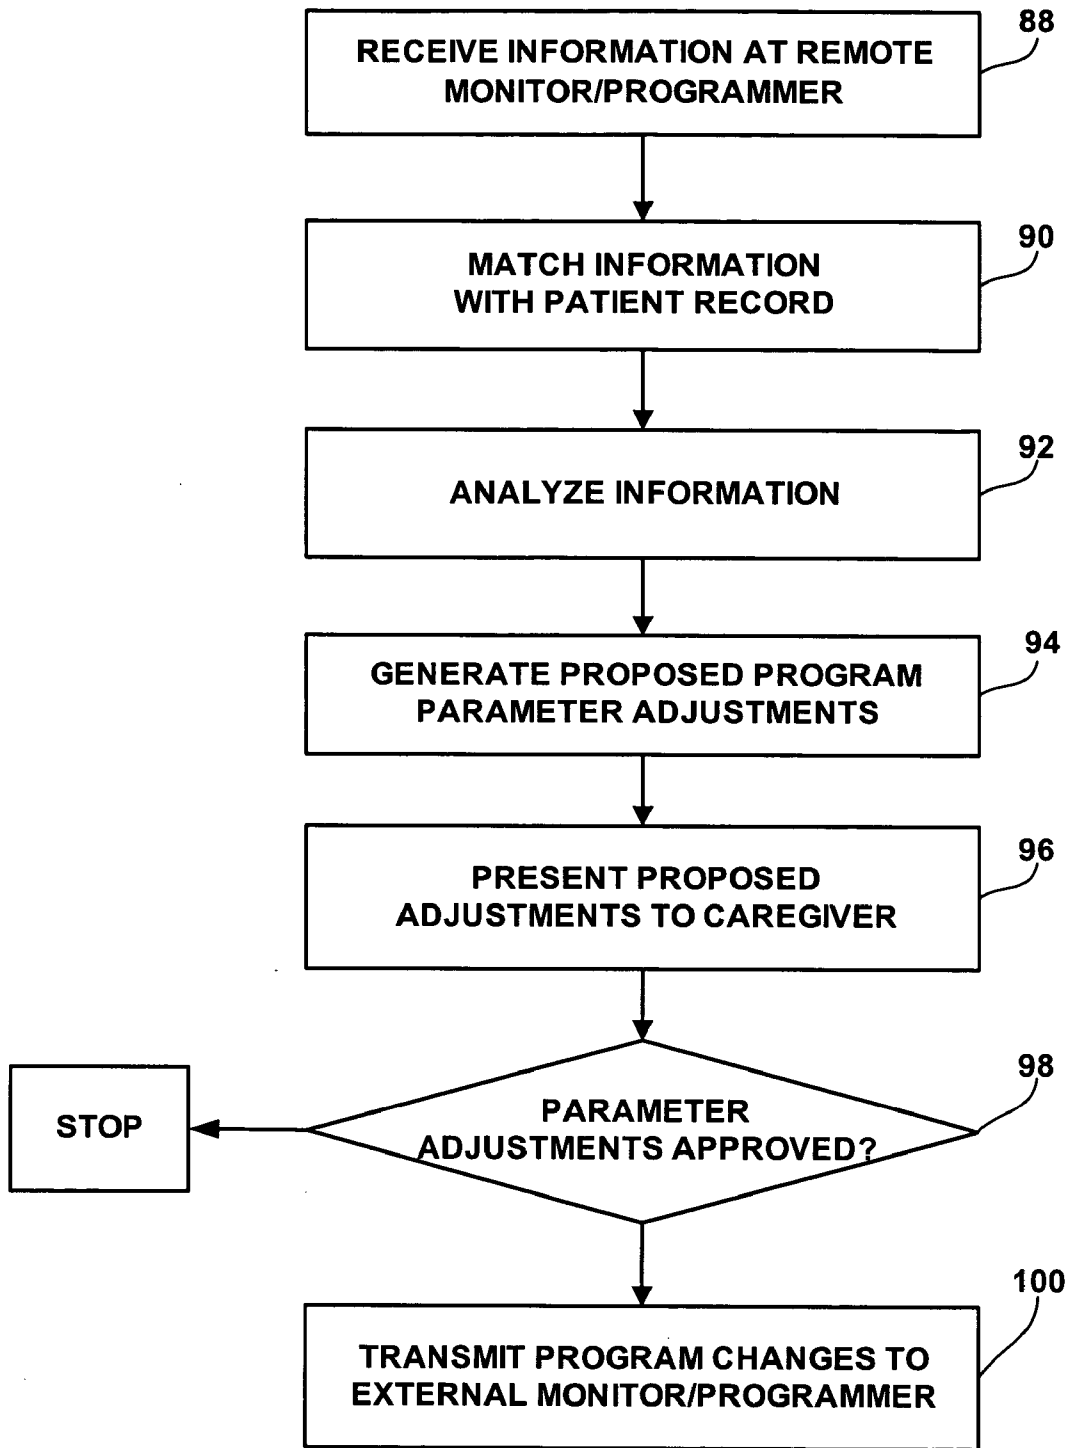 RECEIVE INFORMATION AT REMOTE
MONITOR/PROGRAMMER
88
MATCH INFORMATION
WITH PATIENT RECORD
90
ANALYZE INFORMATION
92
GENERATE PROPOSED PROGRAM
PARAMETER ADJUSTMENTS
94
PRESENT PROPOSED
ADJUSTMENTS TO CAREGIVER
96
STOP
PARAMETER
ADJUSTMENTS APPROVED?
98
TRANSMIT PROGRAM CHANGES TO
EXTERNAL MONITOR/PROGRAMMER
100